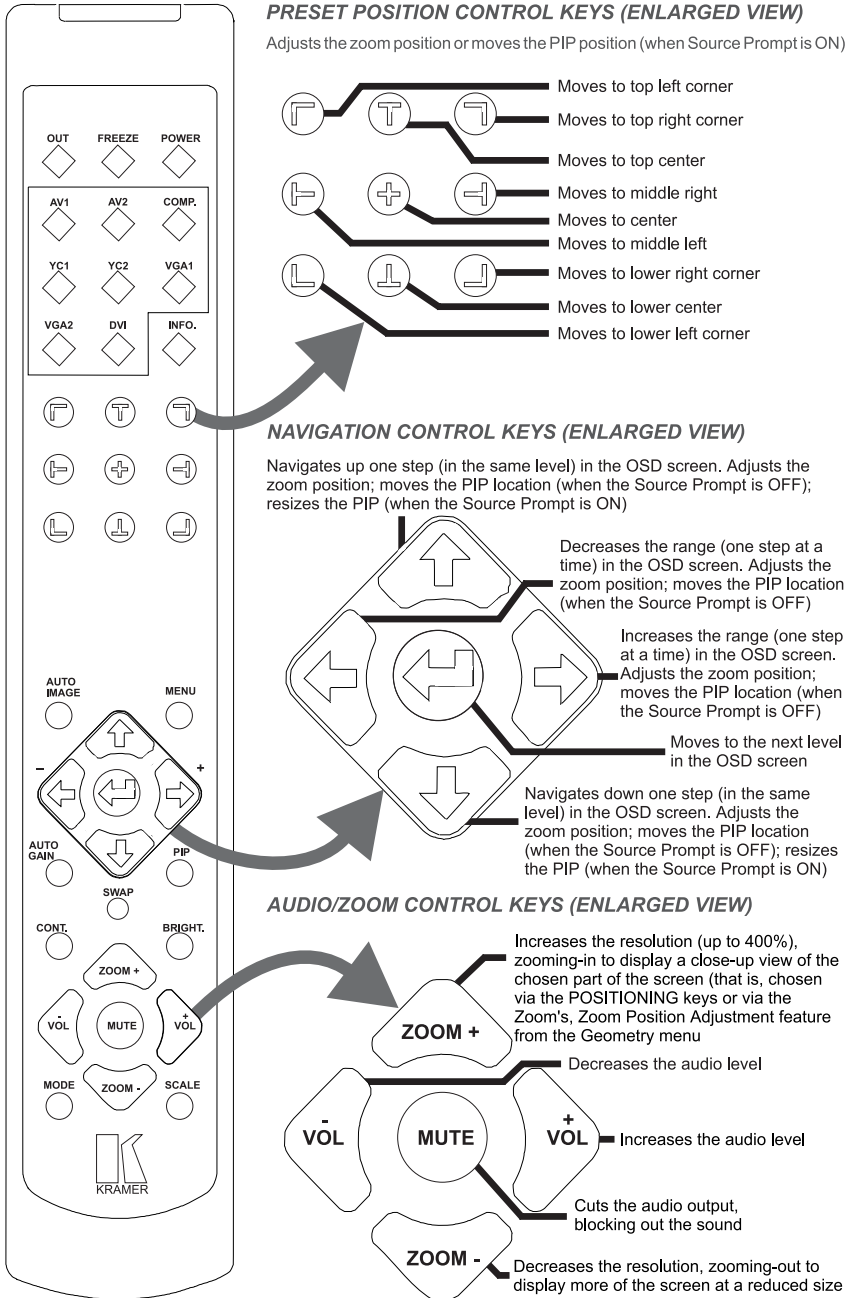 PRESET POSITION CONTROL KEYS (ENLARGED VIEW)
Adjusts the zoom position or moves the PIP position (when Source Prompt is ON)
Moves to top left corner
Moves to top right corner
Moves to top center
Moves to middle right
Moves to center
Moves to middle left
Moves to lower right corner
Moves to lower center
Moves to lower left corner
OUT FREEZE POWER
AV1 AV2 COMP.
YC1 YC2 VGA1
VGA2 DVI INFO.
NAVIGATION CONTROL KEYS (ENLARGED VIEW)
Navigates up one step (in the same level) in the OSD screen. Adjusts the
zoom position; moves the PIP location (when the Source Prompt is OFF);
resizes the PIP (when the Source Prompt is ON)
Decreases the range (one step at a
time) in the OSD screen. Adjusts the
zoom position; moves the PIP location
(when the Source Prompt is OFF)
Increases the range (one step
at a time) in the OSD screen.
Adjusts the zoom position;
moves the PIP location (when
the Source Prompt is OFF)
Moves to the next level
in the OSD screen
Navigates down one step (in the same
level) in the OSD screen. Adjusts the
zoom position; moves the PIP location
(when the Source Prompt is OFF); resizes
the PIP (when the Source Prompt is ON)
AUTO
IMAGE
MENU
- +
AUTO
GAIN
PIP
SWAP
CONT. BRIGHT.
ZOOM +
-
VOL
MUTE
+
VOL
MODE ZOOM - SCALE
KRAMER
AUDIO/ZOOM CONTROL KEYS (ENLARGED VIEW)
Increases the resolution (up to 400%),
zooming-in to display a close-up view of the
chosen part of the screen (that is, chosen
via the POSITIONING keys or via the
Zoom's, Zoom Position Adjustment feature
from the Geometry menu
ZOOM +
Decreases the audio level
-
VOL
MUTE
+
VOL
Increases the audio level
Cuts the audio output,
blocking out the sound
ZOOM -
Decreases the resolution, zooming-out to
display more of the screen at a reduced size